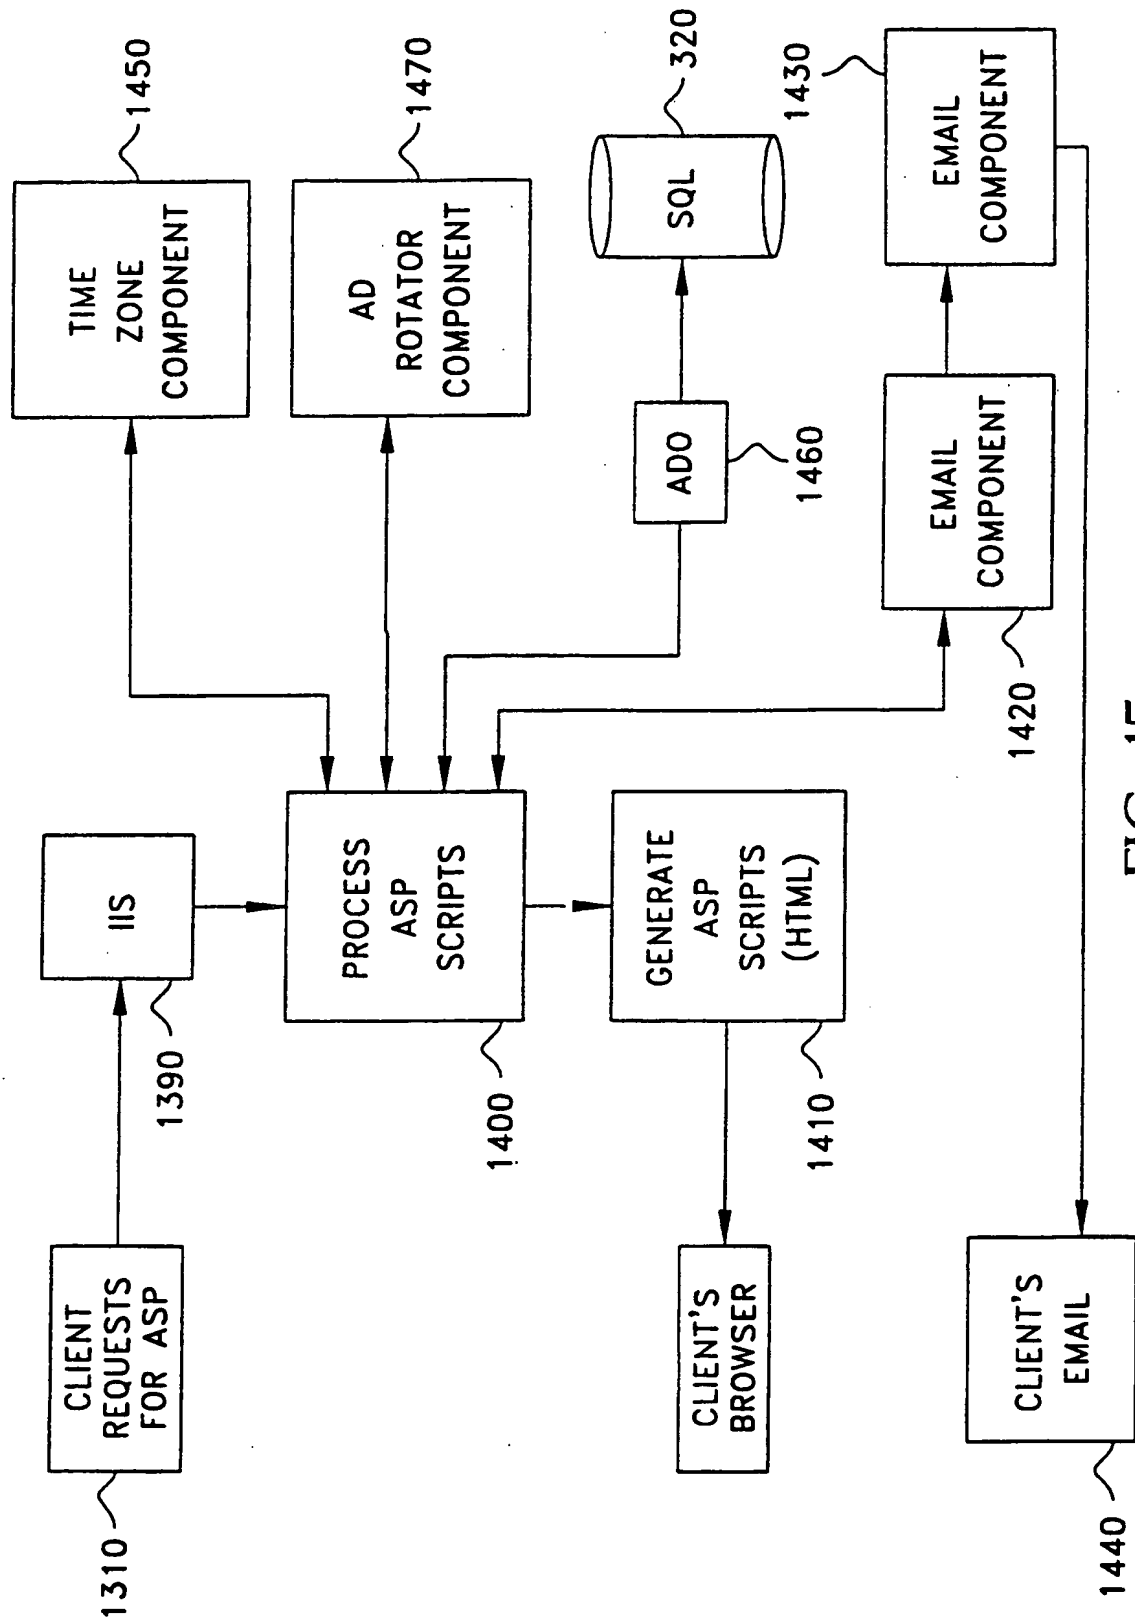 CLIENT
REQUESTS
FOR ASP
1310
IIS
1390
PROCESS
ASP
SCRIPTS
1400
GENERATE
ASP
SCRIPTS
(HTML)
1410
CLIENT'S
BROWSER
TIME
ZONE
COMPONENT
1450
AD
ROTATOR
COMPONENT
1470
ADO
1460
SQL
320
EMAIL
COMPONENT
1420
EMAIL
COMPONENT
1430
CLIENT'S
EMAIL
1440